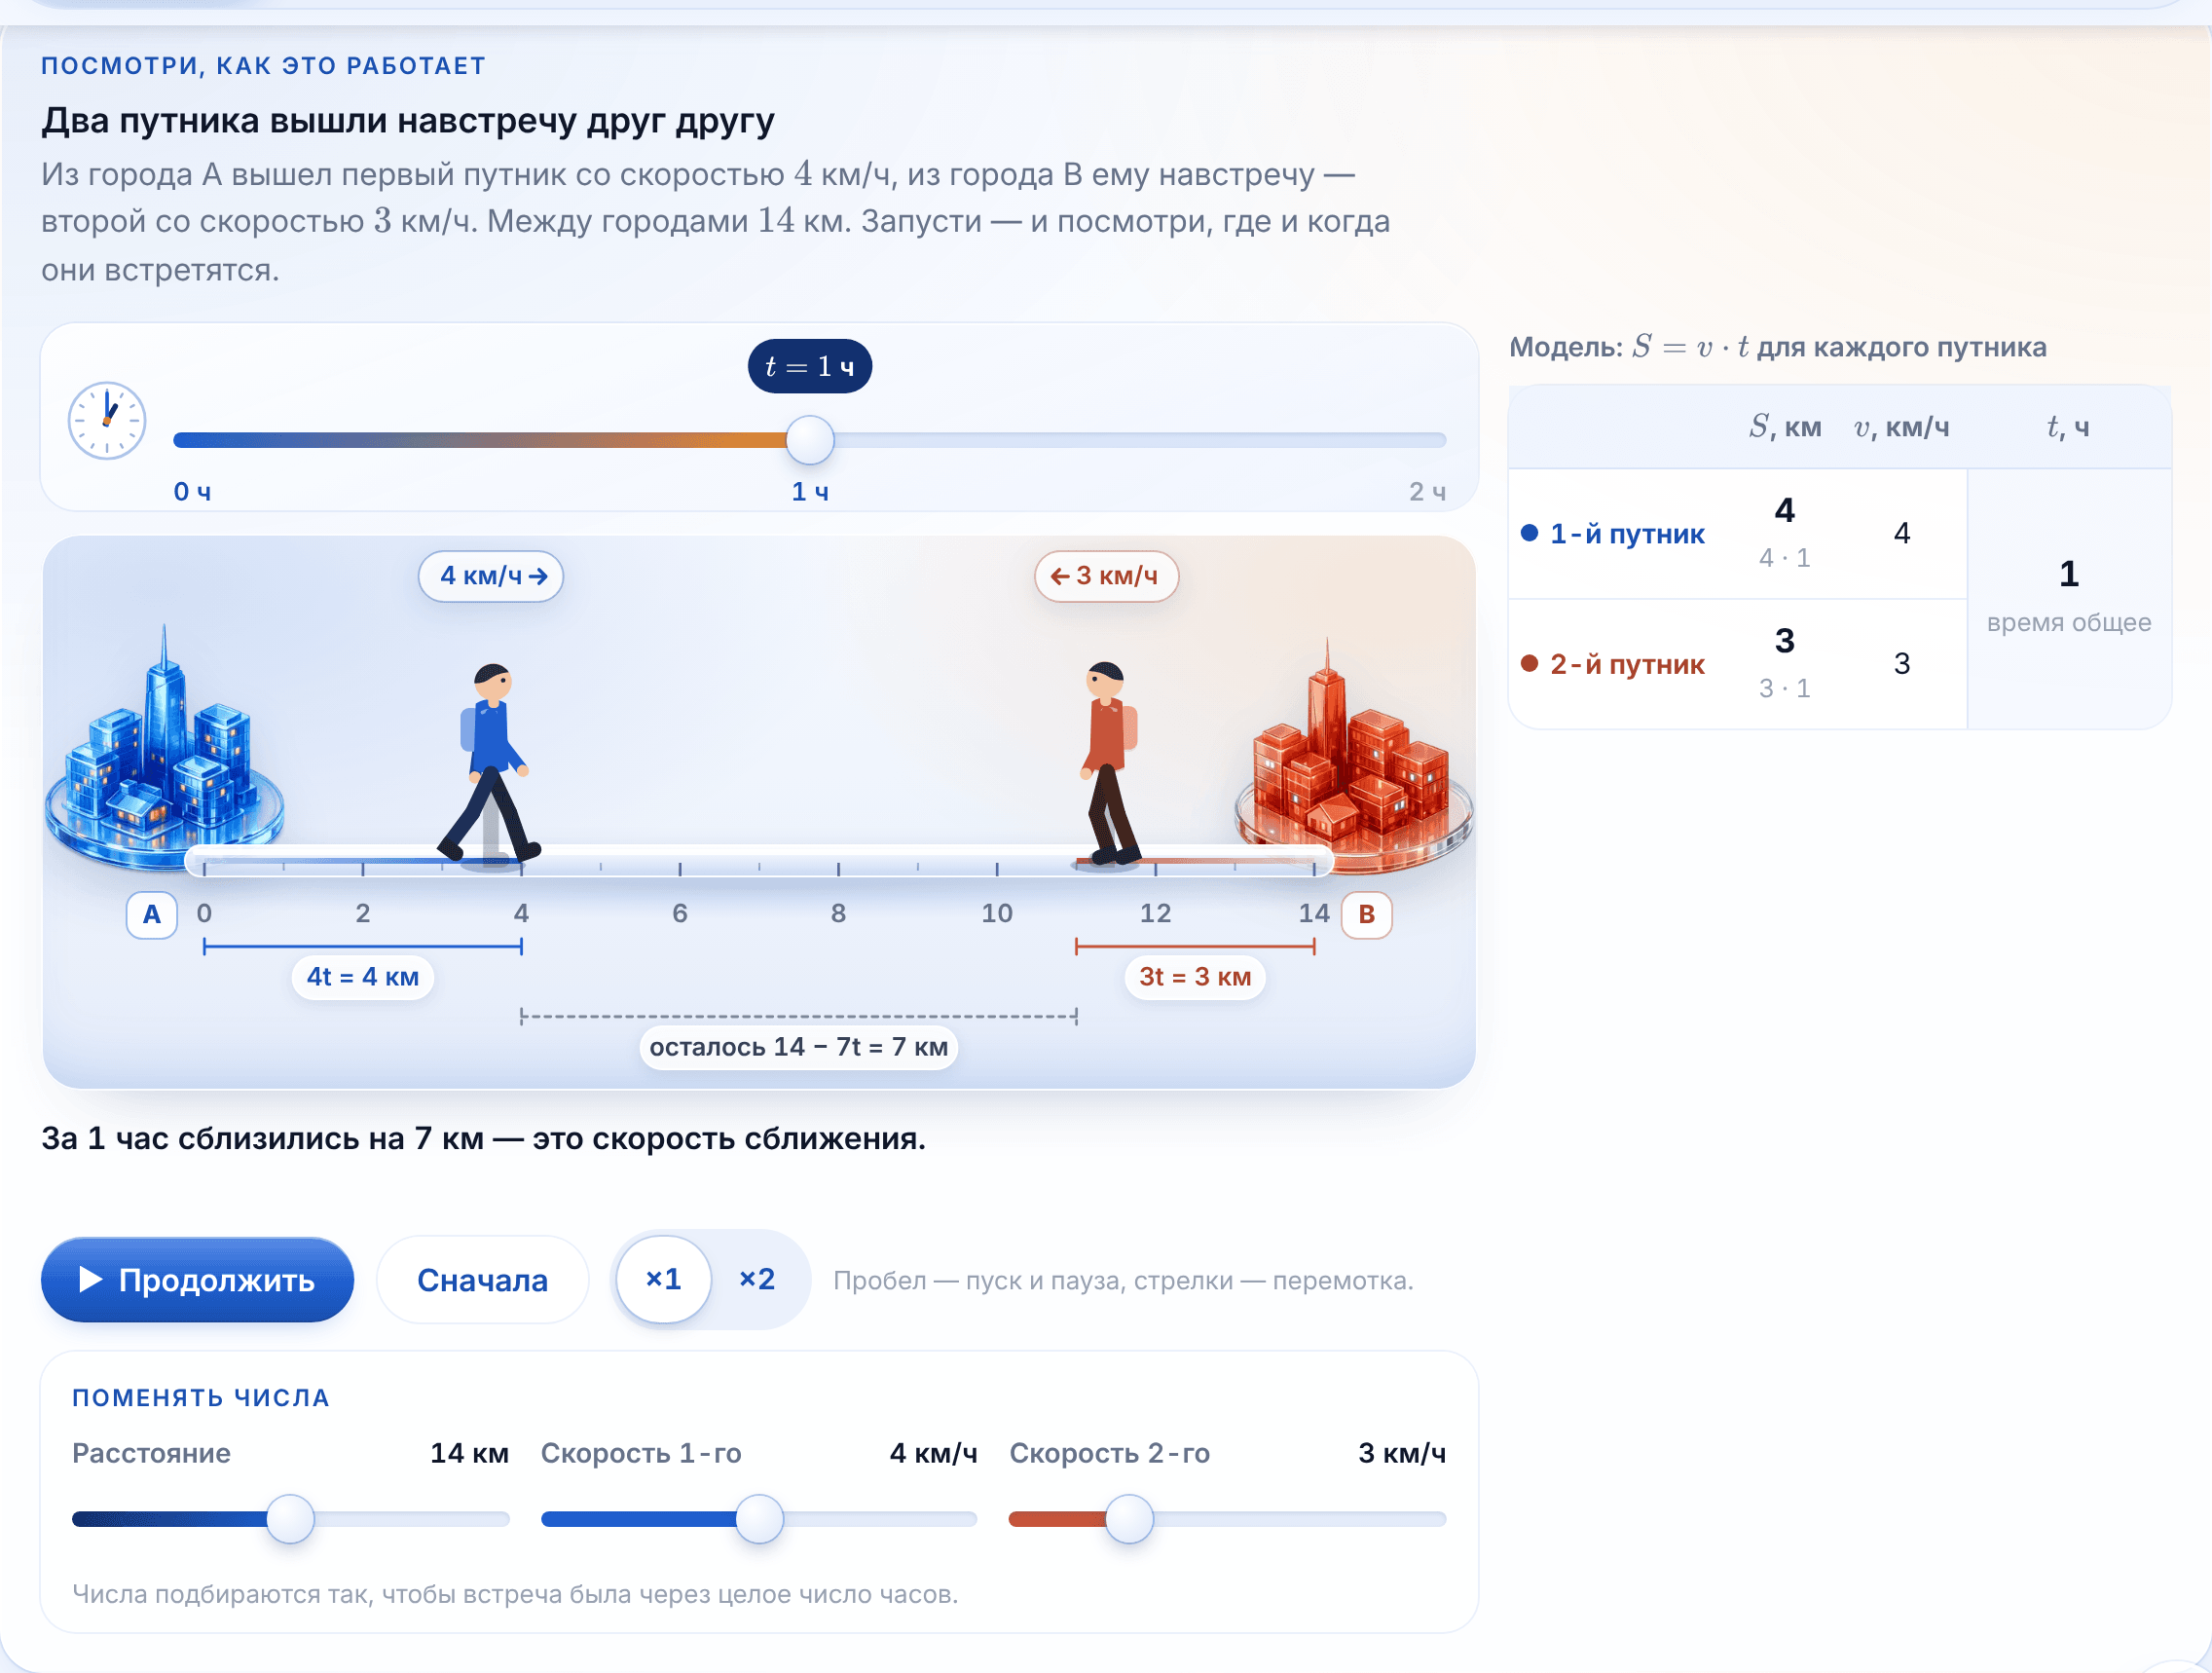 ПОСМОТРИ, КАК ЭТО РАБОТАЕТ
Два путника вышли навстречу друг другу
Из города А вышел первый путник со скоростью 4 км/ч, из города В ему навстречу —
второй со скоростью 3 км/ч. Между городами 14 км. Запусти — и посмотри, где и когда
они встретятся.
t = 1 ч
0 ч 1 ч 2 ч
4 км/ч →
← 3 км/ч
A 0 2 4 6 8 10 12 14 B
4t = 4 км
3t = 3 км
осталось 14 − 7t = 7 км
За 1 час сблизились на 7 км — это скорость сближения.
Модель: S = v · t для каждого путника
S, км v, км/ч t, ч
1-й путник 4 4
4 · 1
1
время общее
2-й путник 3 3
3 · 1
Продолжить Сначала ×1 ×2 Пробел — пуск и пауза, стрелки — перемотка.
ПОМЕНЯТЬ ЧИСЛА
Расстояние 14 км Скорость 1-го 4 км/ч Скорость 2-го 3 км/ч
Числа подбираются так, чтобы встреча была через целое число часов.